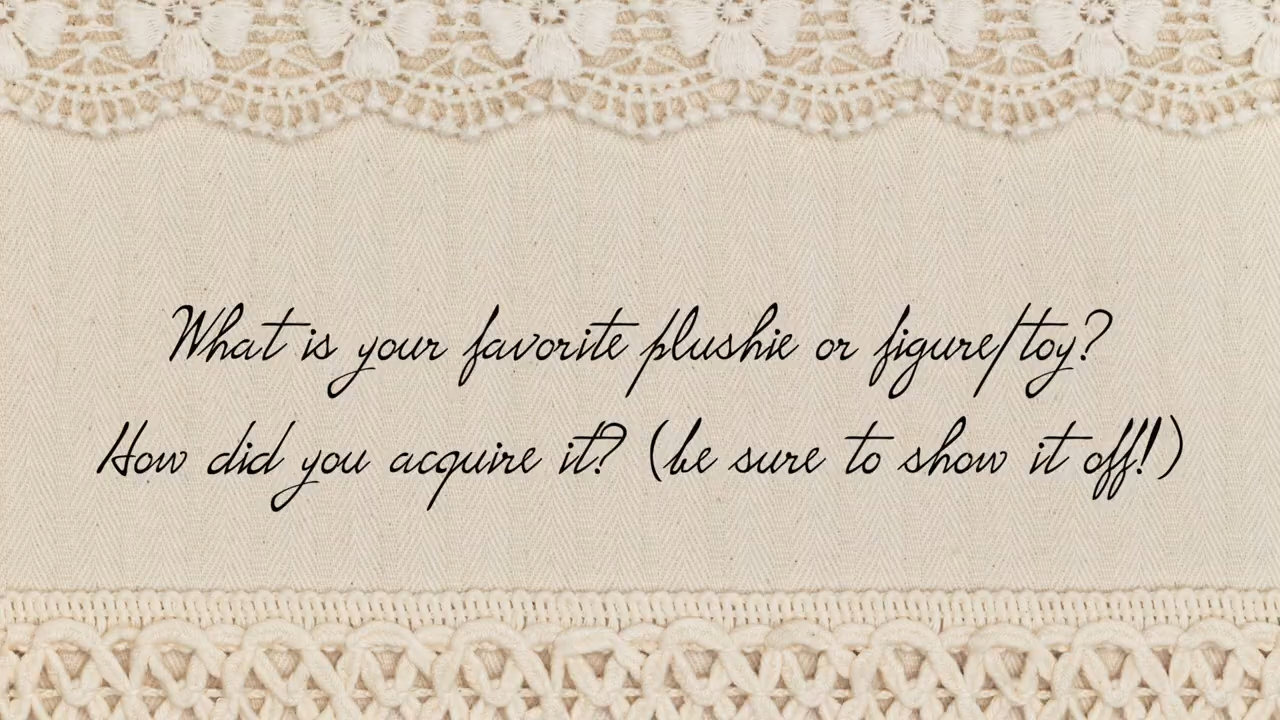 What is your favorite plushie or figure/toy?
How did you acquire it? (be sure to show it off!)